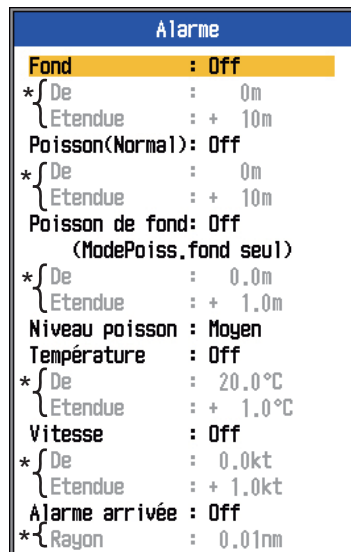 Alarme
Fond : Off
*{De : 0m
Etendue : + 10m
Poisson(Normal): Off
*{De : 0m
Etendue : + 10m
Poisson de fond: Off
(ModePoiss.fond seul)
*{De : 0.0m
Etendue : + 1.0m
Niveau poisson : Moyen
Température : Off
*{De : 20.0°C
Etendue : + 1.0°C
Vitesse : Off
*{De : 0.0kt
Etendue : + 1.0kt
Alarme arrivée : Off
*{Rayon : 0.01nm